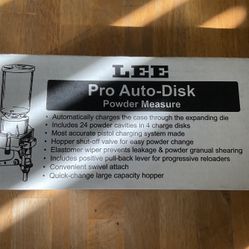 LEE
Pro Auto-Disk
Powder Measure
• Automatically charges the case through the expanding die
• Includes 24 powder cavities in 4 charge disks
• Most accurate pistol charging system made
• Hopper shut-off valve for easy powder change
• Elastomer wiper prevents leakage & powder granual shearing
• Includes positive pull-back lever for progressive reloaders
• Convenient swivel attach
• Quick-change large capacity hopper